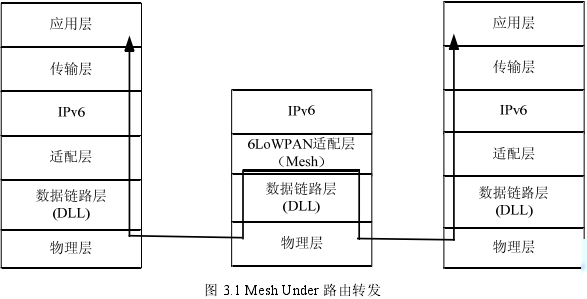 应用层
传输层
IPv6
适配层
数据链路层
(DLL)
物理层
IPv6
6LoWPAN适配层
（Mesh）
数据链路层
(DLL)
物理层
应用层
传输层
IPv6
适配层
数据链路层
(DLL)
物理层
图 3.1 Mesh Under 路由转发